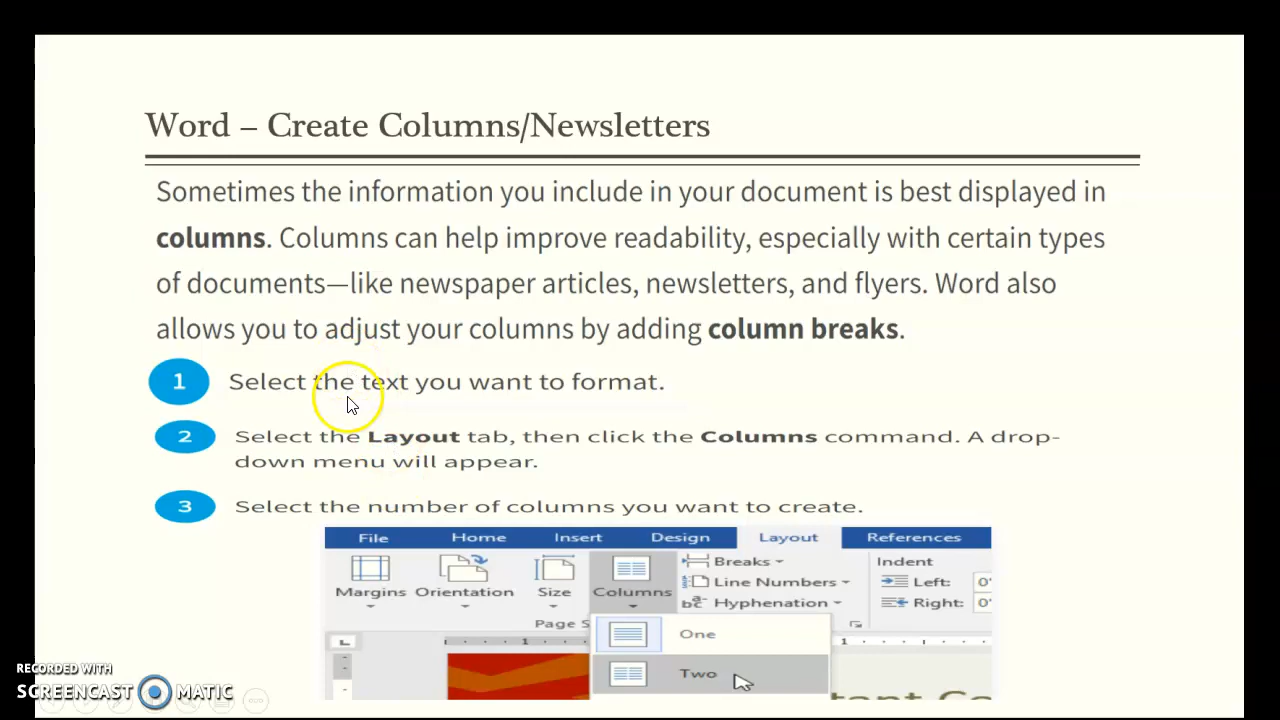 Word – Create Columns/Newsletters
Sometimes the information you include in your document is best displayed in
columns. Columns can help improve readability, especially with certain types
of documents—like newspaper articles, newsletters, and flyers. Word also
allows you to adjust your columns by adding column breaks.
1 Select the text you want to format.
2 Select the Layout tab, then click the Columns command. A drop-
down menu will appear.
3 Select the number of columns you want to create.
File Home Insert Design Layout References
Margins Orientation Size Columns Breaks Indent
Line Numbers Left: 0"
Hyphenation Right: 0"
Page S
1 1
One
Two
RECORDED WITH
SCREENCAST MATIC